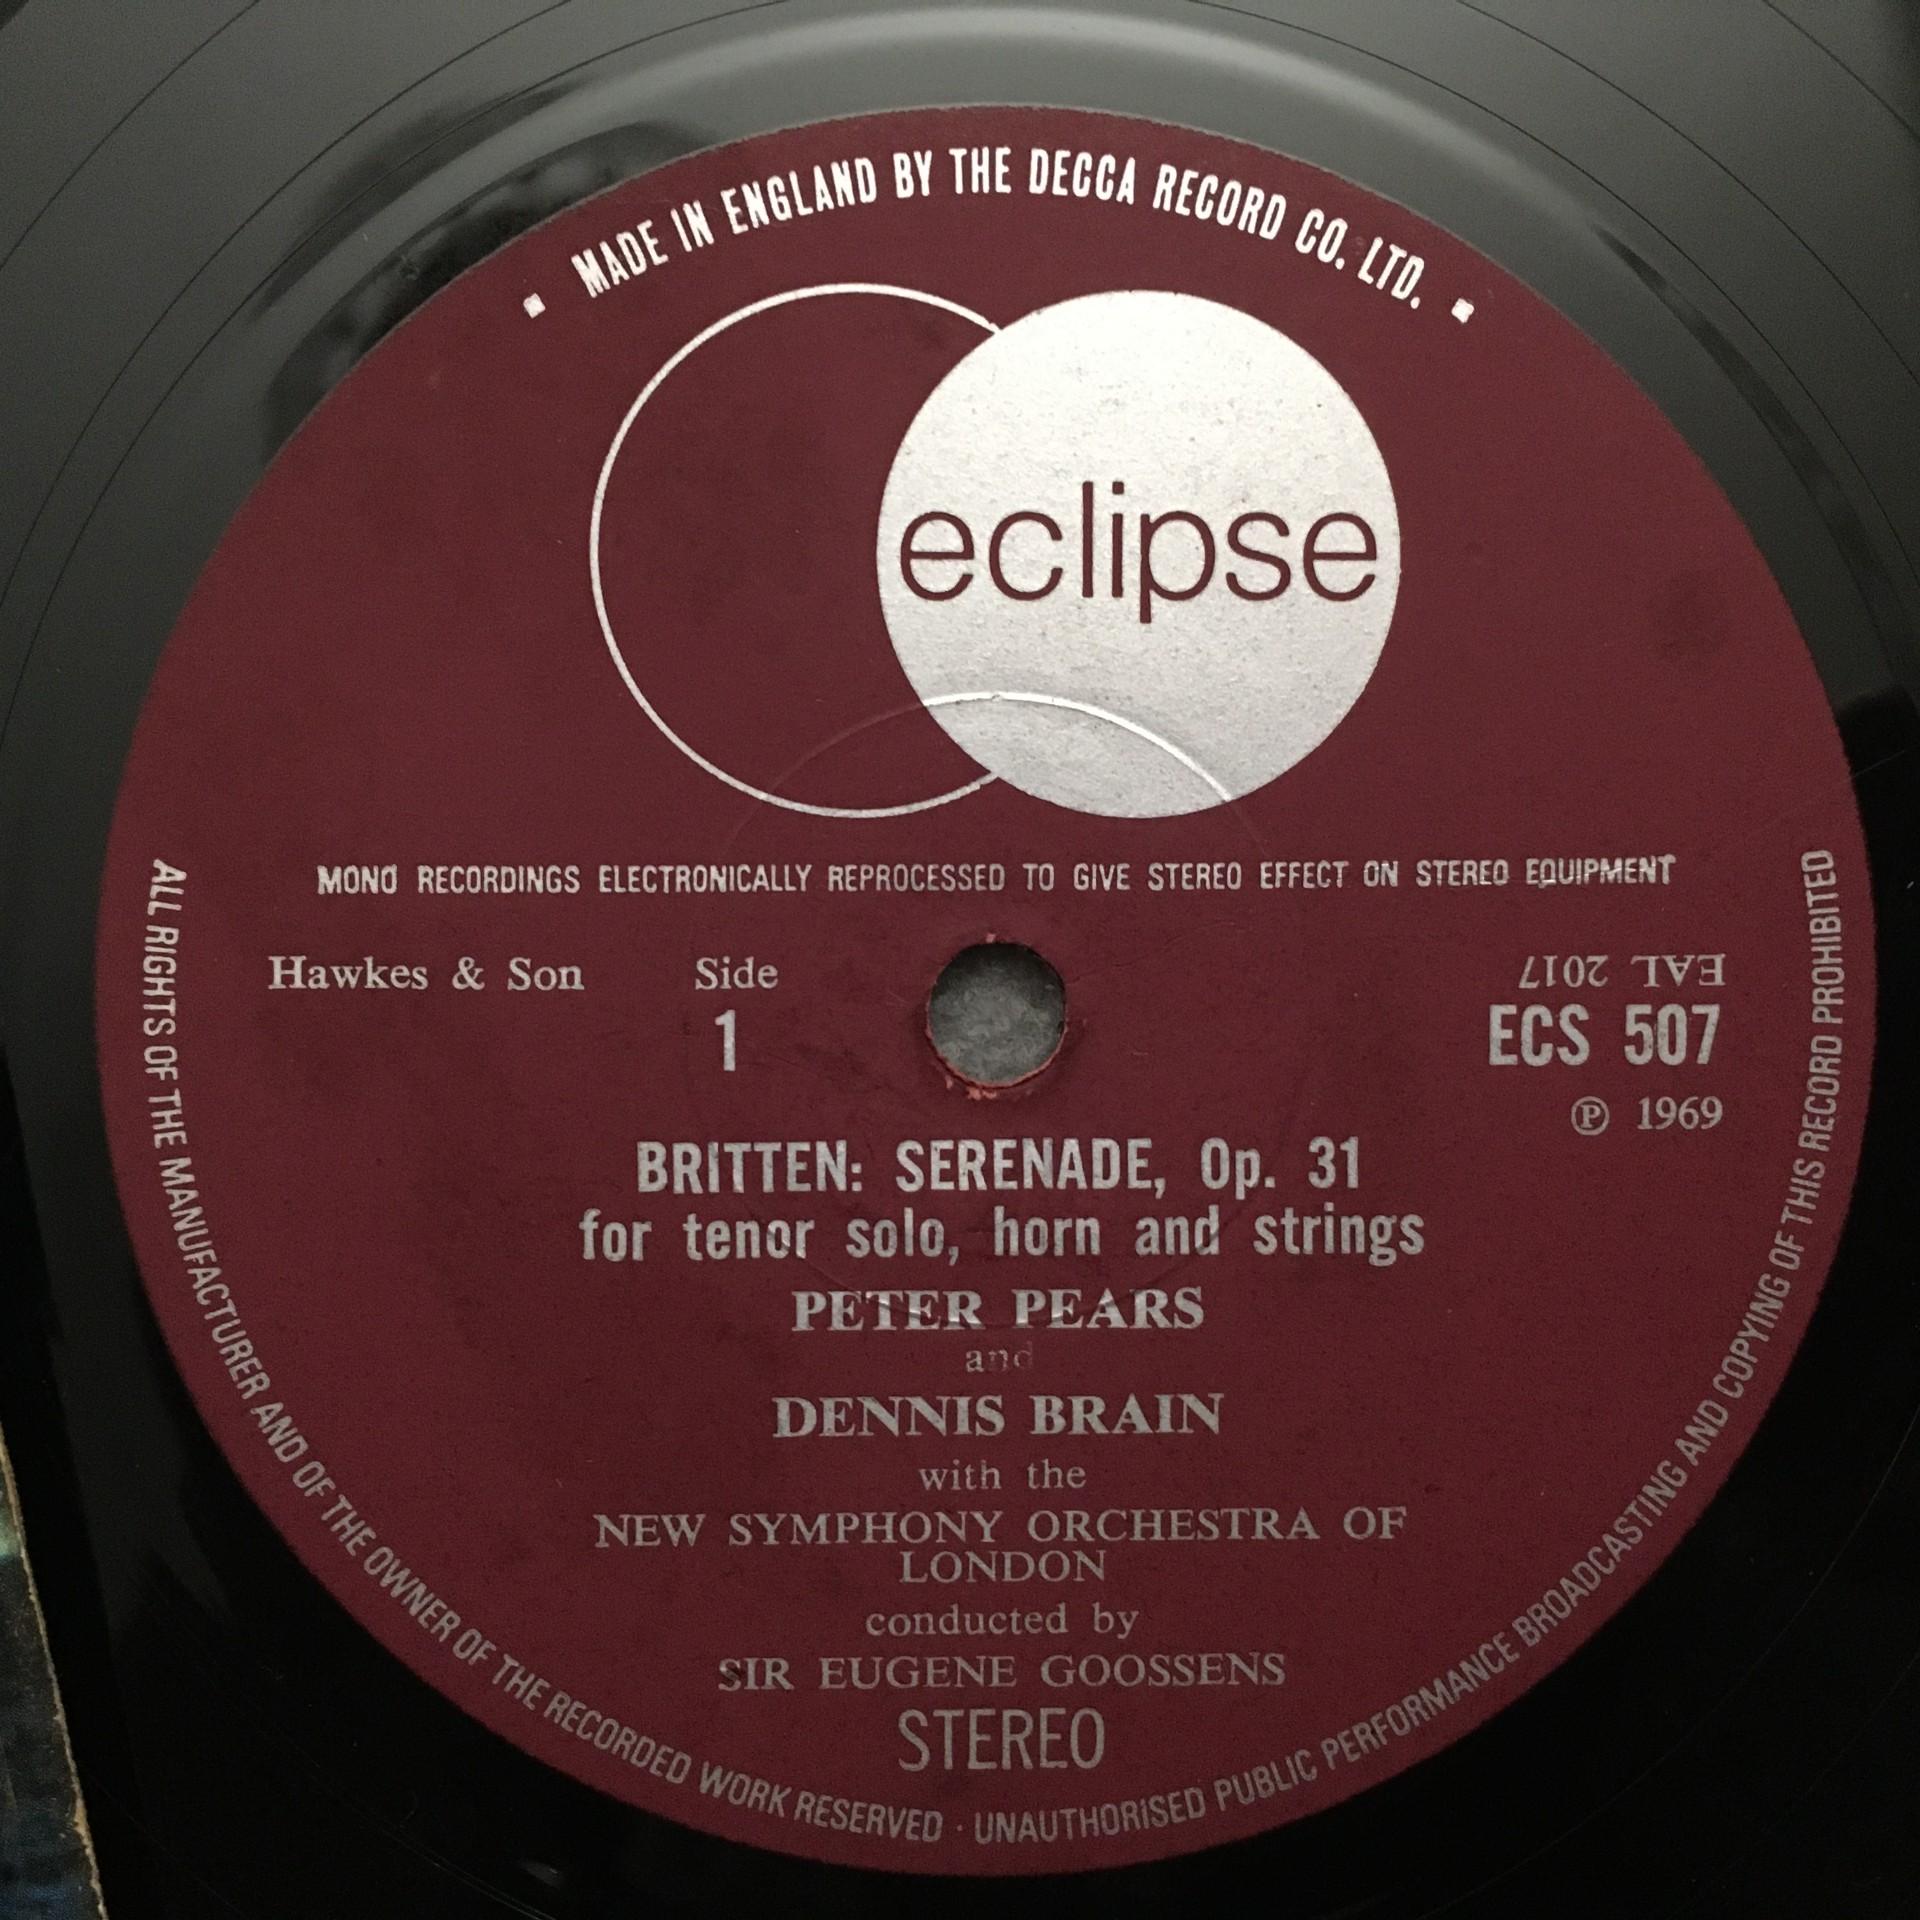 MADE IN ENGLAND BY THE DECCA RECORD CO. LTD.
eclipse
MONO RECORDINGS ELECTRONICALLY REPROCESSED TO GIVE STEREO EFFECT ON STEREO EQUIPMENT
Hawkes & Son
Side
1
EAL 2017
ECS 507
℗ 1969
BRITTEN: SERENADE, Op. 31
for tenor solo, horn and strings
PETER PEARS
and
DENNIS BRAIN
with the
NEW SYMPHONY ORCHESTRA OF
LONDON
conducted by
SIR EUGENE GOOSSENS
STEREO
ALL RIGHTS OF THE MANUFACTURER AND OF THE OWNER OF THE RECORDED WORK RESERVED · UNAUTHORISED PUBLIC PERFORMANCE BROADCASTING AND COPYING OF THIS RECORD PROHIBITED